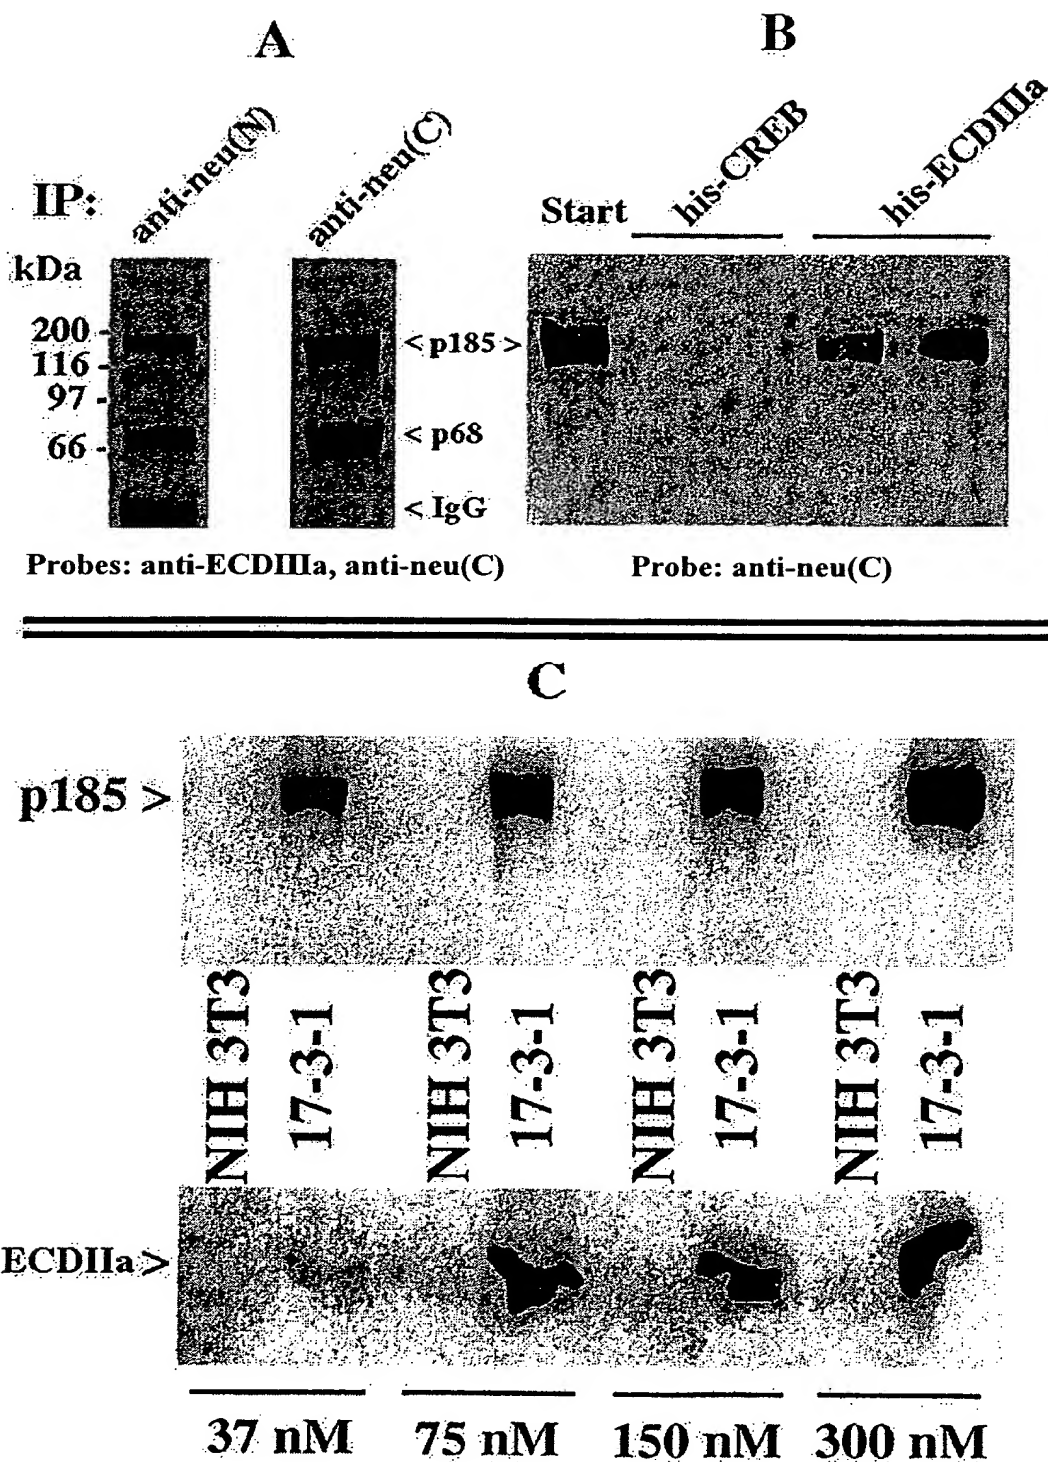 A
B
IP:
anti-neu(N)
anti-neu(C)
Start
his-CREB
his-ECDIIIa
kDa
200 -
116 -
97 -
66 -
< p185 >
< p68
< IgG
Probes: anti-ECDIIIa, anti-neu(C)
Probe: anti-neu(C)
C
p185 >
NIH 3T3
17-3-1
NIH 3T3
17-3-1
NIH 3T3
17-3-1
NIH 3T3
17-3-1
ECDIIa >
37 nM
75 nM
150 nM
300 nM